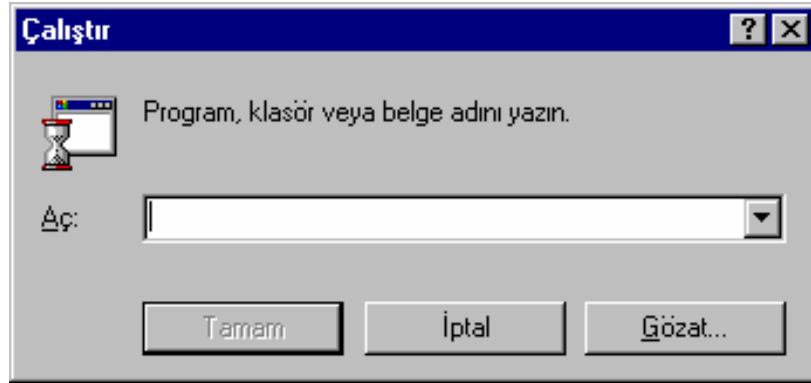 Çalıştır
Program, klasör veya belge adını yazın.
Aç:
Tamam İptal Gözat...